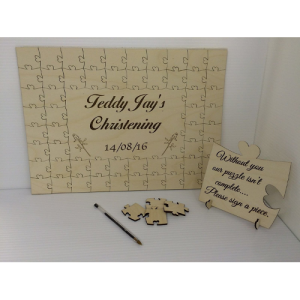 Teddy Jay's
Christening
14/08/16
Without you
our puzzle isn't
complete....
Please sign a piece.